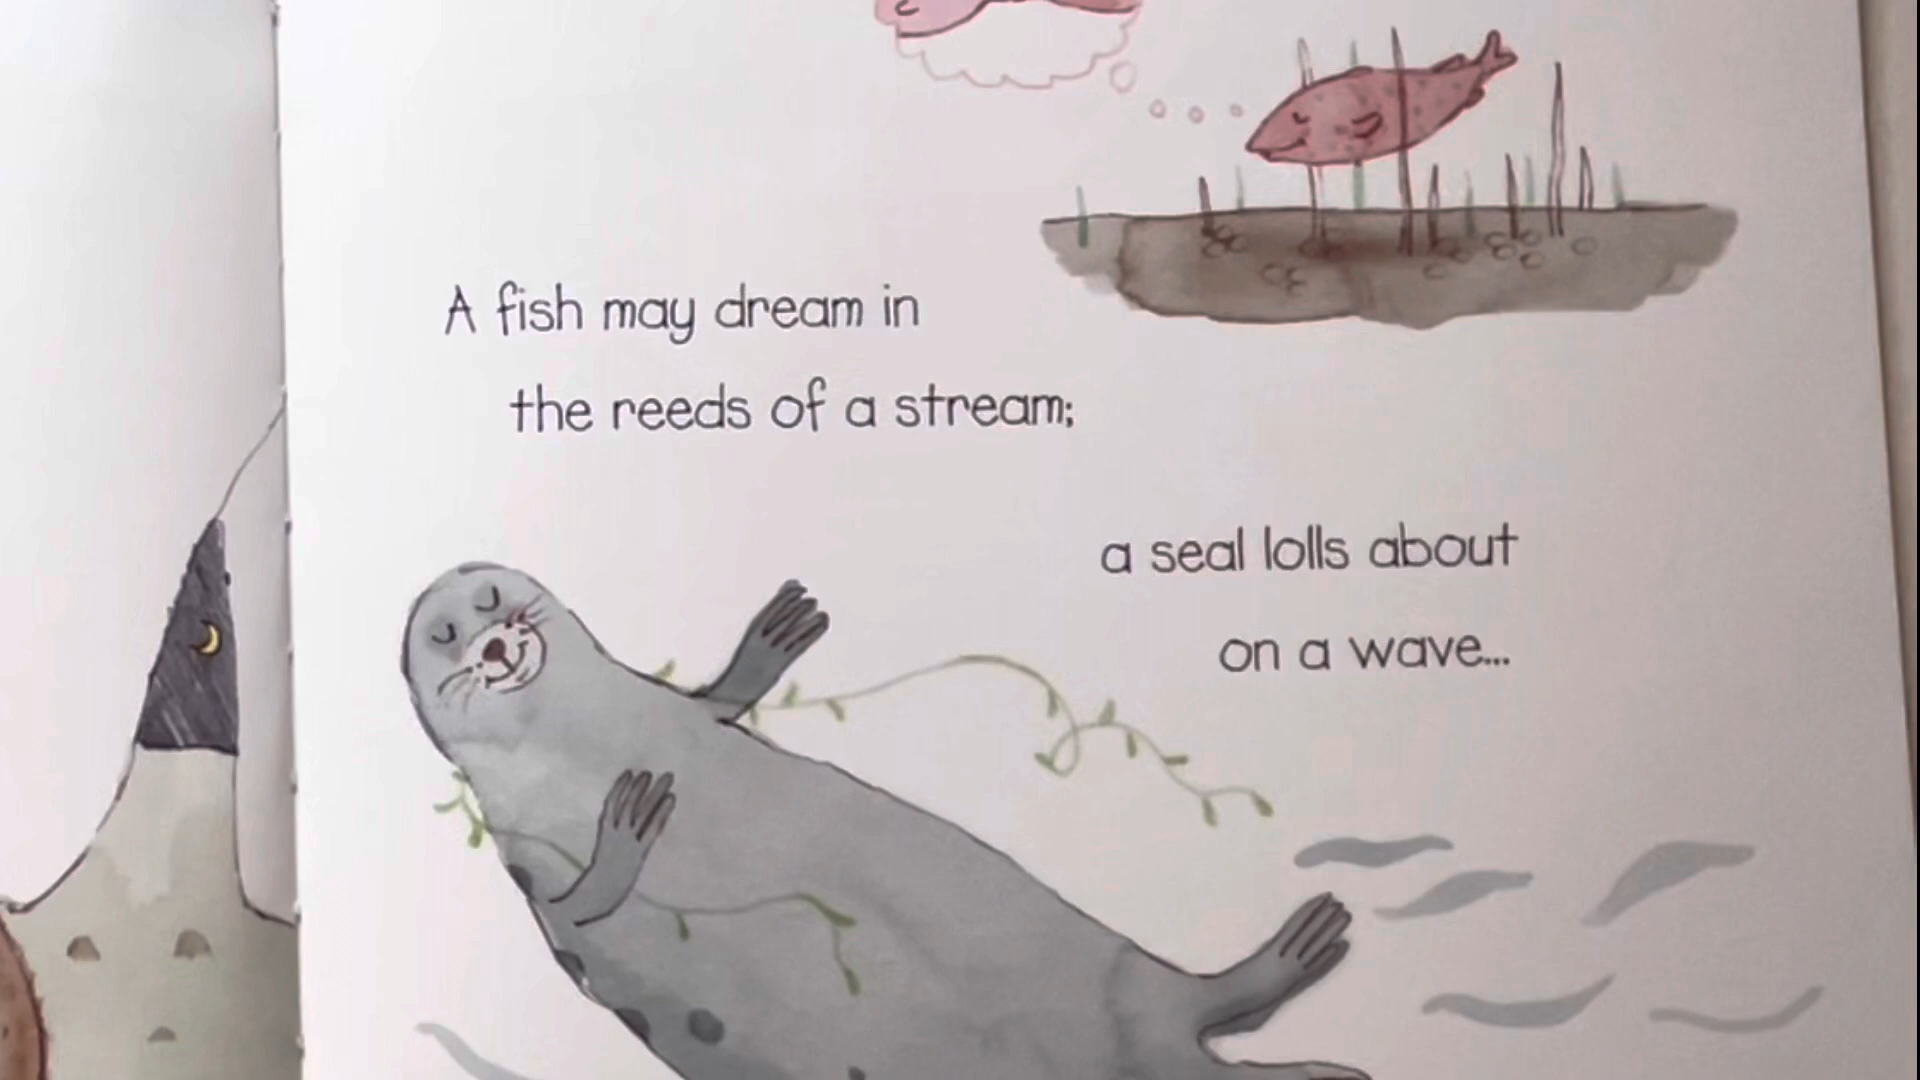 A fish may dream in
the reeds of a stream;
a seal lolls about
on a wave...